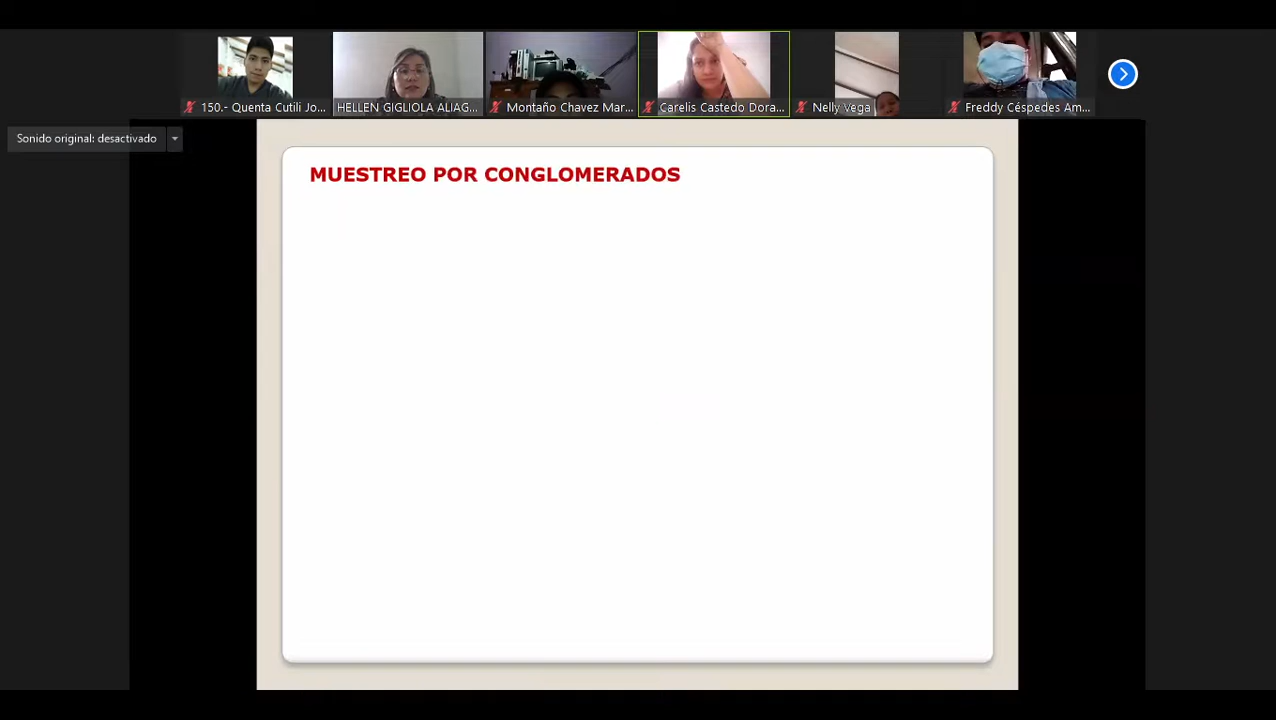 150.- Quenta Cutili Jo...
HELLEN GIGLIOLA ALIAG...
Montaño Chavez Mar...
Carelis Castedo Dora...
Nelly Vega
Freddy Céspedes Am...
Sonido original: desactivado
MUESTREO POR CONGLOMERADOS